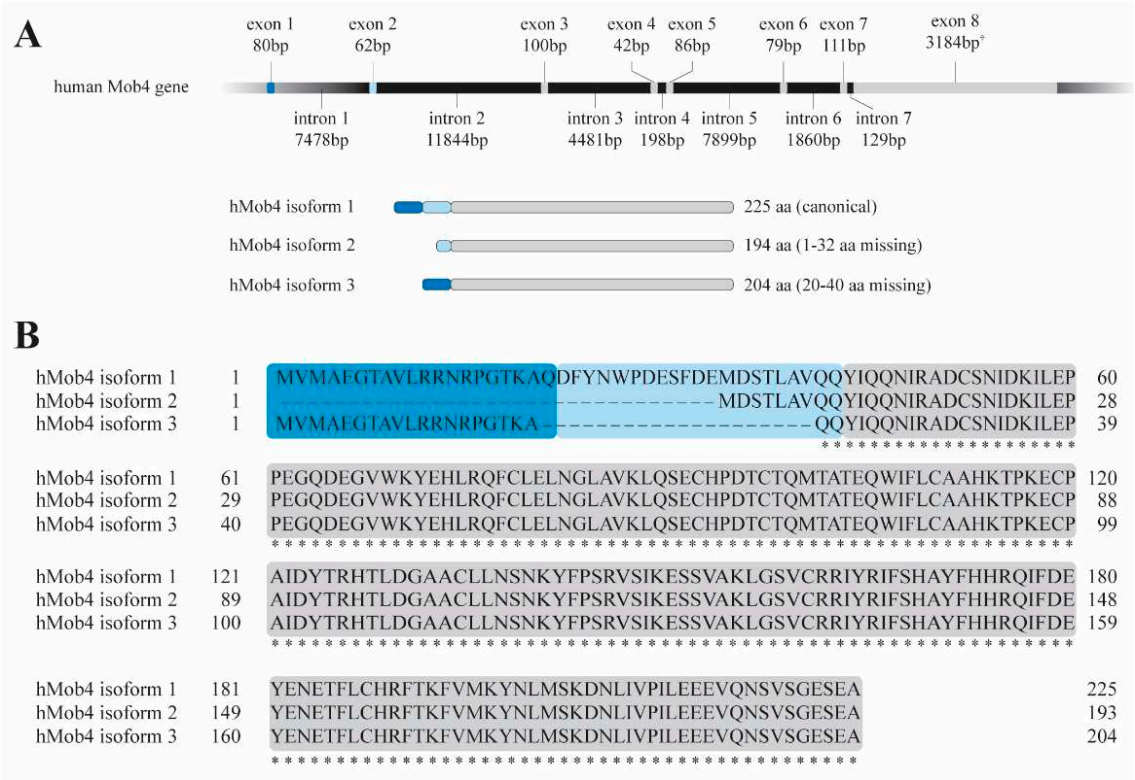 A
exon 1 exon 2 exon 3 exon 4 exon 5 exon 6 exon 7 exon 8
80bp 62bp 100bp 42bp 86bp 79bp 111bp 3184bp†
human Mob4 gene
intron 1 intron 2 intron 3 intron 4 intron 5 intron 6 intron 7
7478bp 11844bp 4481bp 198bp 7899bp 1860bp 129bp
hMob4 isoform 1 225 aa (canonical)
hMob4 isoform 2 194 aa (1-32 aa missing)
hMob4 isoform 3 204 aa (20-40 aa missing)
B
hMob4 isoform 1 1 MVMAEGTAVLRRNRPGTKAQDFYNWPDESFDEMDSTLAVQQYIQQNIRADCSNIDKILEP 60
hMob4 isoform 2 1 --------------------------------MDSTLAVQQYIQQNIRADCSNIDKILEP 28
hMob4 isoform 3 1 MVMAEGTAVLRRNRPGTKA--------------------QQYIQQNIRADCSNIDKILEP 39
*********************
hMob4 isoform 1 61 PEGQDEGVWKYEHLRQFCLELNGLAVKLQSECHPDTCTQMTATEQWIFLCAAHKTPKECP 120
hMob4 isoform 2 29 PEGQDEGVWKYEHLRQFCLELNGLAVKLQSECHPDTCTQMTATEQWIFLCAAHKTPKECP 88
hMob4 isoform 3 40 PEGQDEGVWKYEHLRQFCLELNGLAVKLQSECHPDTCTQMTATEQWIFLCAAHKTPKECP 99
************************************************************
hMob4 isoform 1 121 AIDYTRHTLDGAACLLNSNKYFPSRVSIKESSVAKLGSVCRRIYRIFSHAYFHHRQIFDE 180
hMob4 isoform 2 89 AIDYTRHTLDGAACLLNSNKYFPSRVSIKESSVAKLGSVCRRIYRIFSHAYFHHRQIFDE 148
hMob4 isoform 3 100 AIDYTRHTLDGAACLLNSNKYFPSRVSIKESSVAKLGSVCRRIYRIFSHAYFHHRQIFDE 159
************************************************************
hMob4 isoform 1 181 YENETFLCHRFTKFVMKYNLMSKDNLIVPILEEEVQNSVSGESEA 225
hMob4 isoform 2 149 YENETFLCHRFTKFVMKYNLMSKDNLIVPILEEEVQNSVSGESEA 193
hMob4 isoform 3 160 YENETFLCHRFTKFVMKYNLMSKDNLIVPILEEEVQNSVSGESEA 204
*********************************************